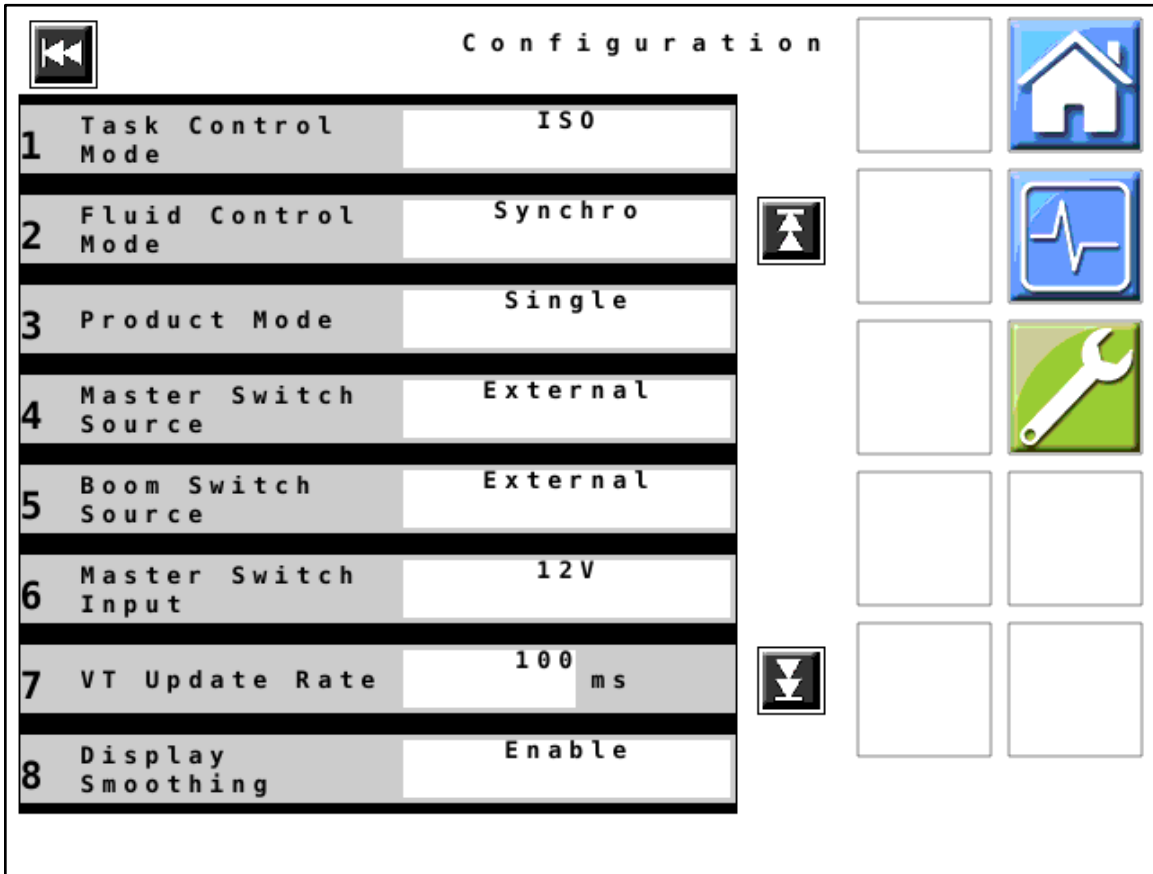 Configuration
1 Task Control Mode ISO
2 Fluid Control Mode Synchro
3 Product Mode Single
4 Master Switch Source External
5 Boom Switch Source External
6 Master Switch Input 12V
7 VT Update Rate 100 ms
8 Display Smoothing Enable